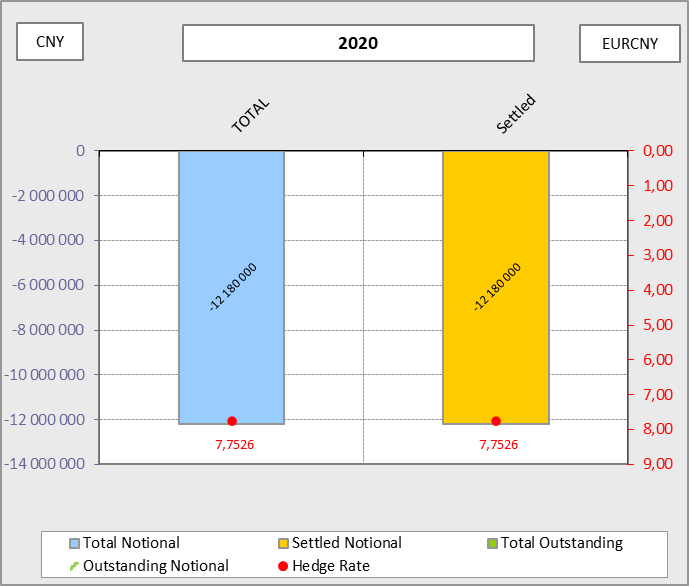 CNY
2020
EURCNY
TOTAL
Settled
0
-2 000 000
-4 000 000
-6 000 000
-8 000 000
-10 000 000
-12 000 000
-14 000 000
-12 180 000
-12 180 000
7,7526
7,7526
0,00
1,00
2,00
3,00
4,00
5,00
6,00
7,00
8,00
9,00
Total Notional
Settled Notional
Total Outstanding
Outstanding Notional
Hedge Rate